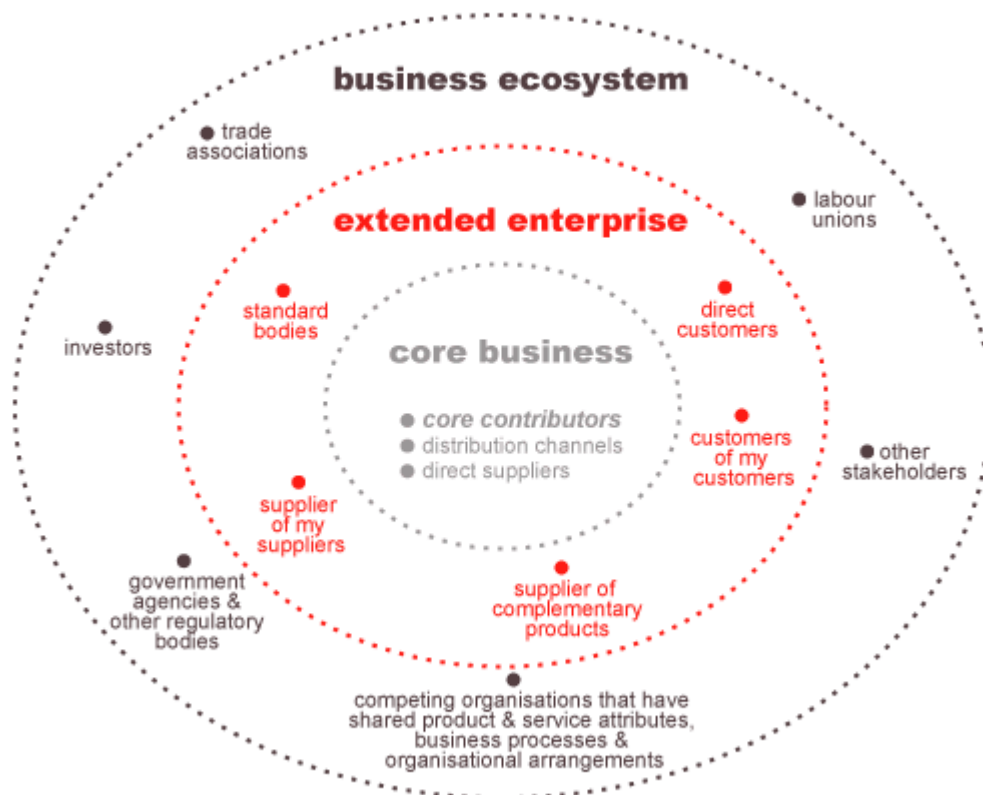 business ecosystem
trade
associations
labour
unions
extended enterprise
standard
bodies
direct
customers
investors
core business
core contributors
distribution channels
direct suppliers
customers
of my
customers
other
stakeholders
supplier
of my
suppliers
government
agencies &
other regulatory
bodies
supplier of
complementary
products
competing organisations that have
shared product & service attributes,
business processes &
organisational arrangements